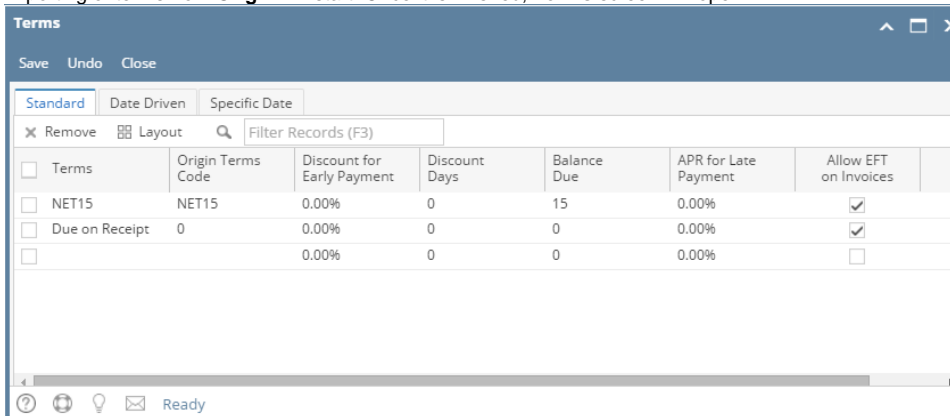 Terms
Save Undo Close
Standard Date Driven Specific Date
Remove Layout Filter Records (F3)
Terms Origin Terms Code Discount for Early Payment Discount Days Balance Due APR for Late Payment Allow EFT on Invoices
NET15 NET15 0.00% 0 15 0.00%
Due on Receipt 0 0.00% 0 0 0.00%
0.00% 0 0 0.00%
Ready